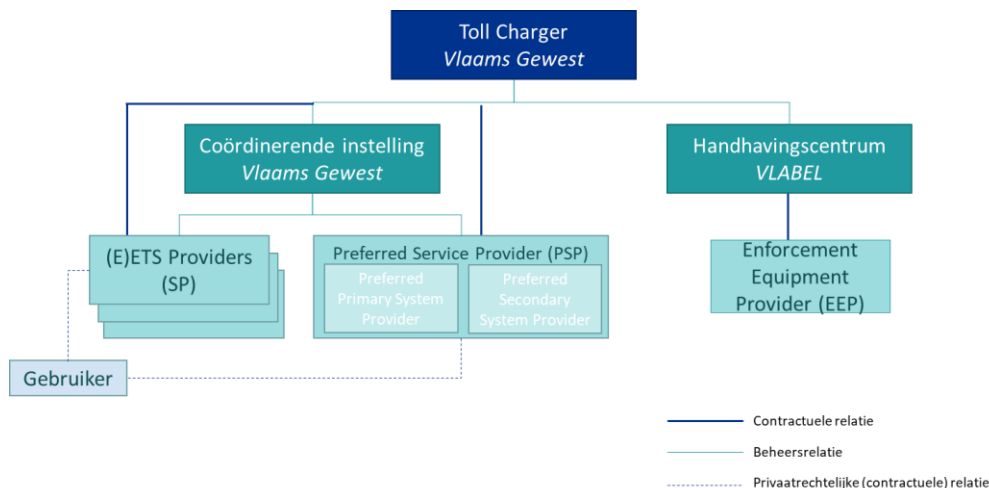 Toll Charger
Vlaams Gewest
Coördinerende instelling
Vlaams Gewest
Handhavingscentrum
VLABEL
(E)ETS Providers
(SP)
Preferred Service Provider (PSP)
Preferred
Primary System
Provider
Preferred
Secondary
System Provider
Enforcement
Equipment
Provider (EEP)
Gebruiker
Contractuele relatie
Beheersrelatie
Privaatrechtelijke (contractuele) relatie